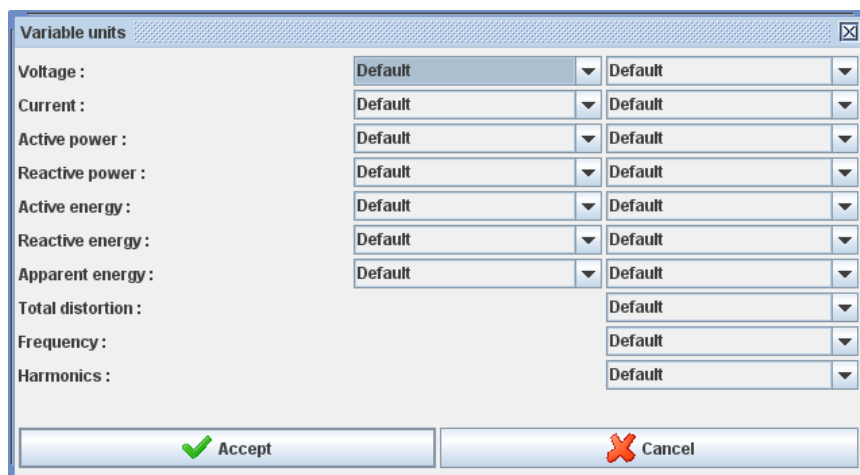 Variable units
Voltage : Default Default
Current : Default Default
Active power : Default Default
Reactive power : Default Default
Active energy : Default Default
Reactive energy : Default Default
Apparent energy : Default Default
Total distortion : Default
Frequency : Default
Harmonics : Default
Accept Cancel